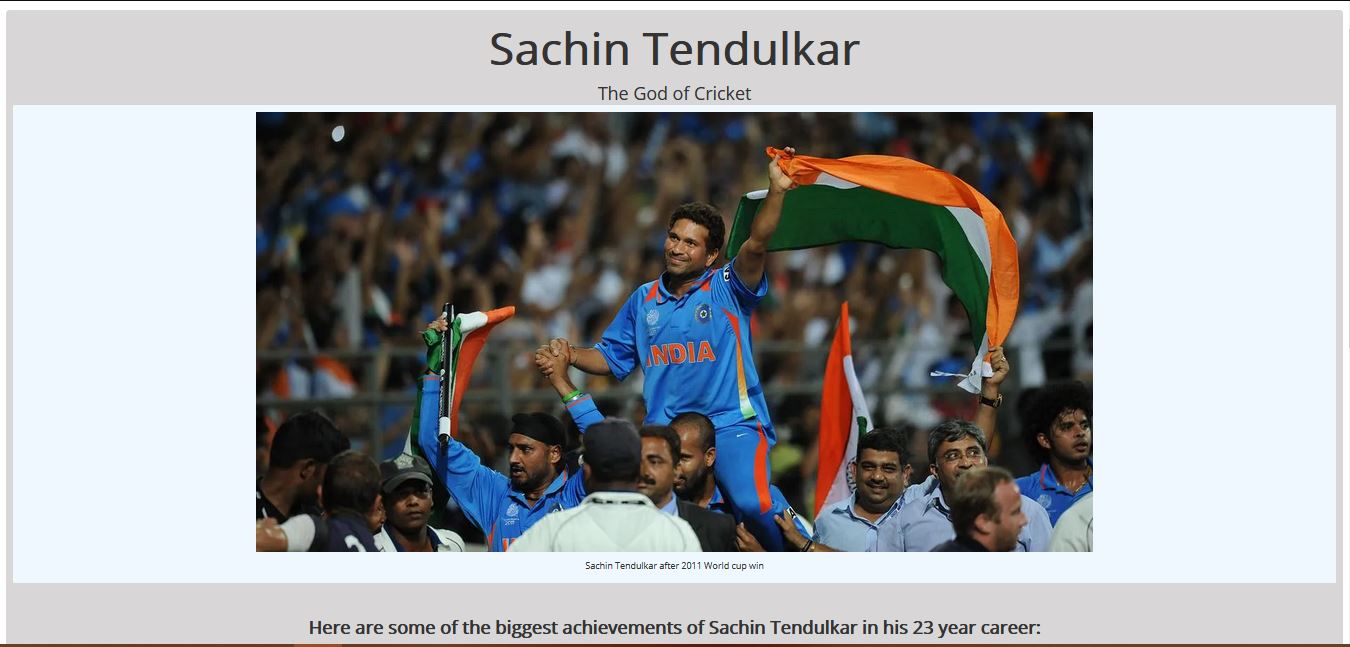 Sachin Tendulkar
The God of Cricket
INDIA
Sachin Tendulkar after 2011 World cup win
Here are some of the biggest achievements of Sachin Tendulkar in his 23 year career: